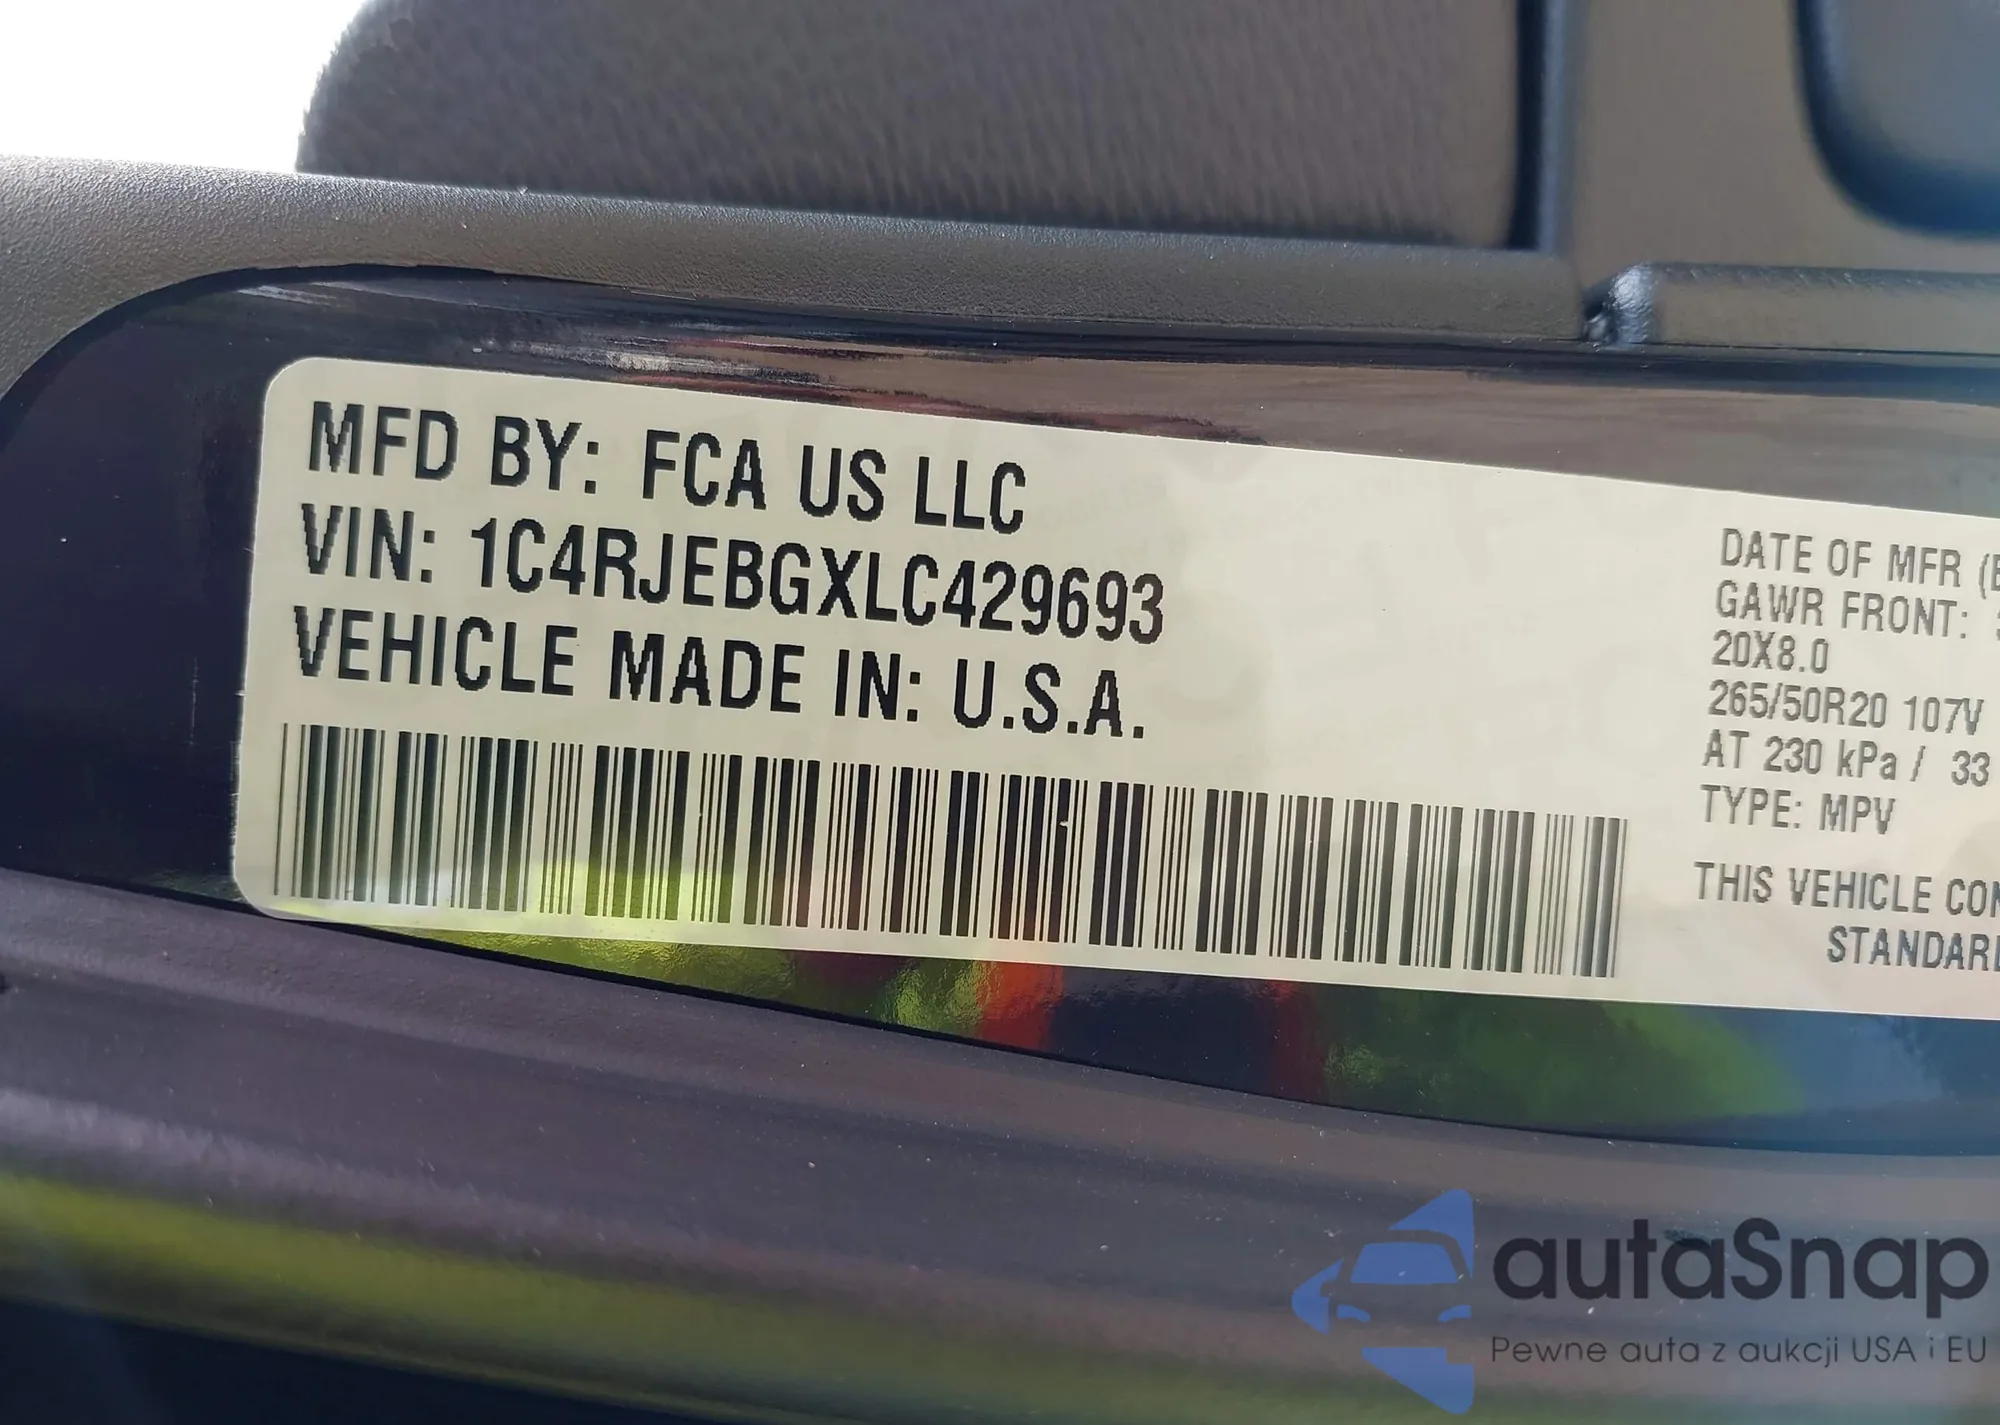 MFD BY: FCA US LLC
VIN: 1C4RJEBGXLC429693
VEHICLE MADE IN: U.S.A.
DATE OF MFR
GAWR FRONT:
20X8.0
265/50R20 107V
AT 230 kPa / 33
TYPE: MPV
THIS VEHICLE
autaSnap
Pewne auta z aukcji USA i EU